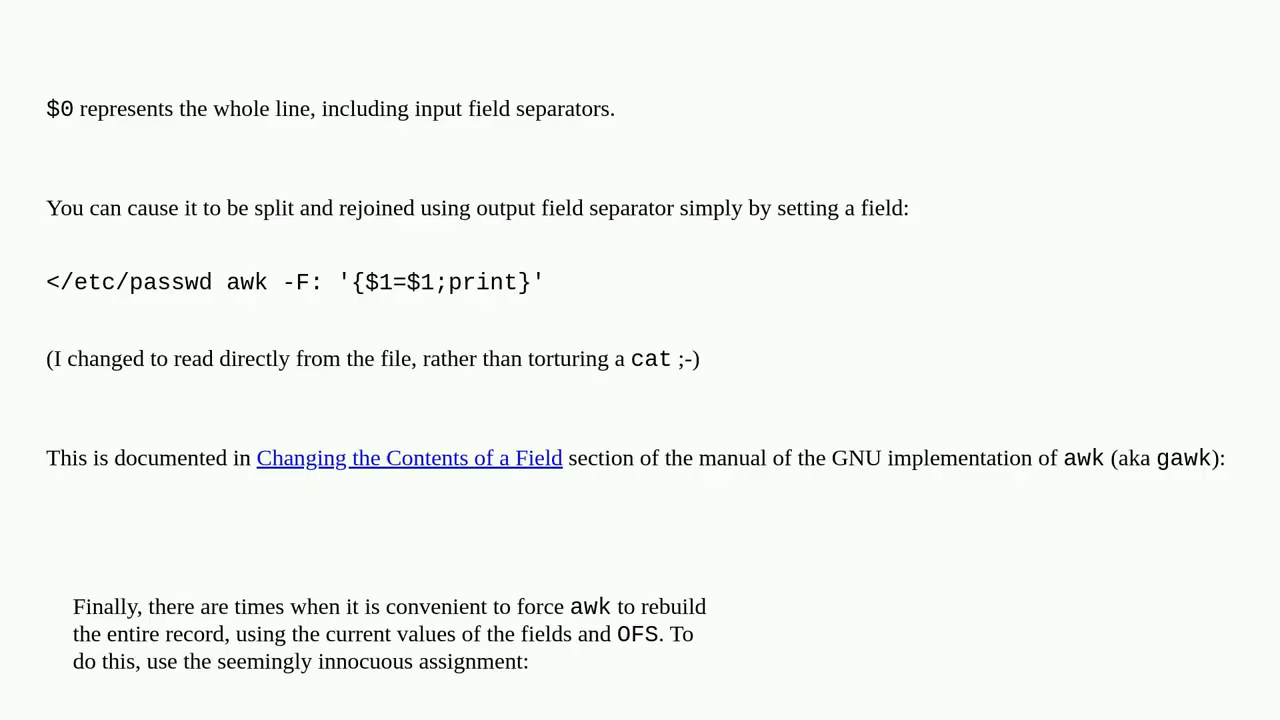 $0 represents the whole line, including input field separators.
You can cause it to be split and rejoined using output field separator simply by setting a field:
</etc/passwd awk -F: '{$1=$1;print}'
(I changed to read directly from the file, rather than torturing a cat ;-)
This is documented in Changing the Contents of a Field section of the manual of the GNU implementation of awk (aka gawk):
Finally, there are times when it is convenient to force awk to rebuild
the entire record, using the current values of the fields and OFS. To
do this, use the seemingly innocuous assignment: